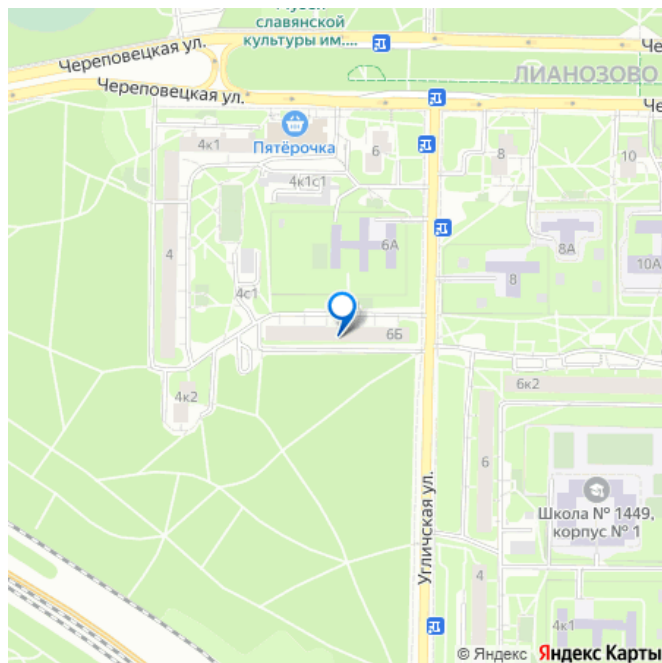 Музей
славянской
культуры им....
Череповецкая ул.
Че
ЛИАНОЗОВО
Череповецкая ул.
Че
Пятёрочка
4к1
6
8
10
4к1с1
4
6А
8А
10А
8
4с1
6Б
4к2
6к2
6
Школа № 1449,
корпус № 1
Угличская ул.
4
4к1
© Яндекс Яндекс Карты